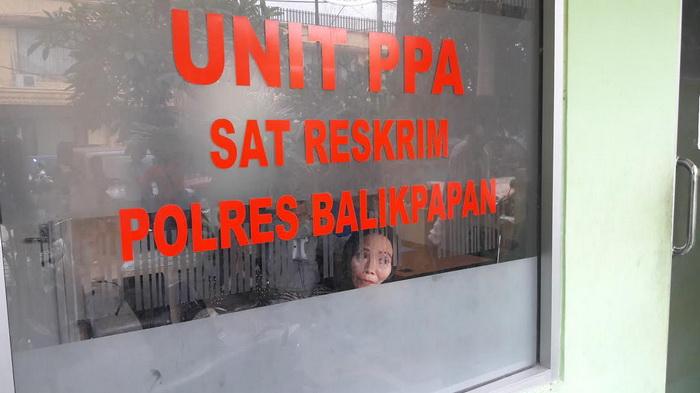 UNIT PPA
SAT RESKRIM
POLRES BALIKPAPAN